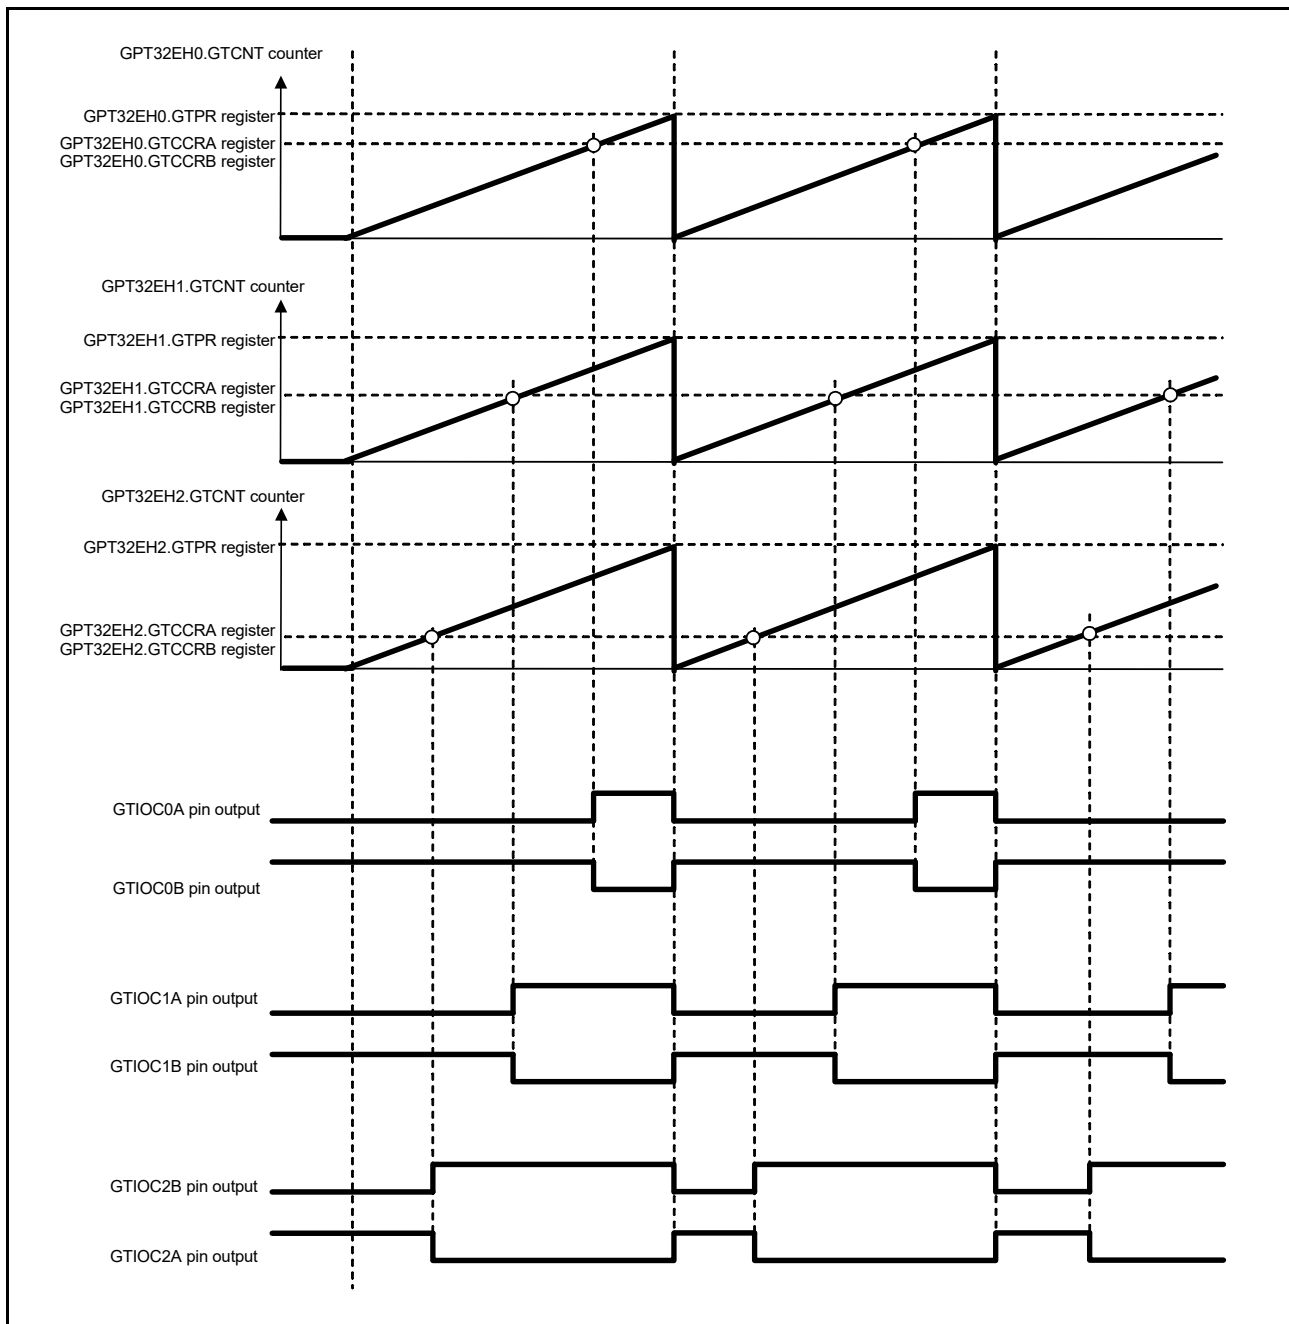 GPT32EH0.GTCNT counter
GPT32EH0.GTPR register
GPT32EH0.GTCCRA register
GPT32EH0.GTCCRB register
GPT32EH1.GTCNT counter
GPT32EH1.GTPR register
GPT32EH1.GTCCRA register
GPT32EH1.GTCCRB register
GPT32EH2.GTCNT counter
GPT32EH2.GTPR register
GPT32EH2.GTCCRA register
GPT32EH2.GTCCRB register
GTIOC0A pin output
GTIOC0B pin output
GTIOC1A pin output
GTIOC1B pin output
GTIOC2B pin output
GTIOC2A pin output